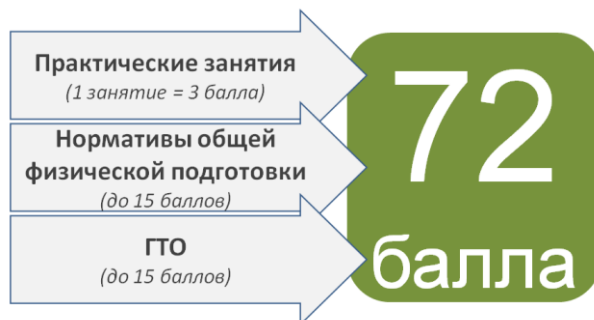 Практические занятия
(1 занятие = 3 балла)
Нормативы общей
физической подготовки
(до 15 баллов)
ГТО
(до 15 баллов)
72
балла